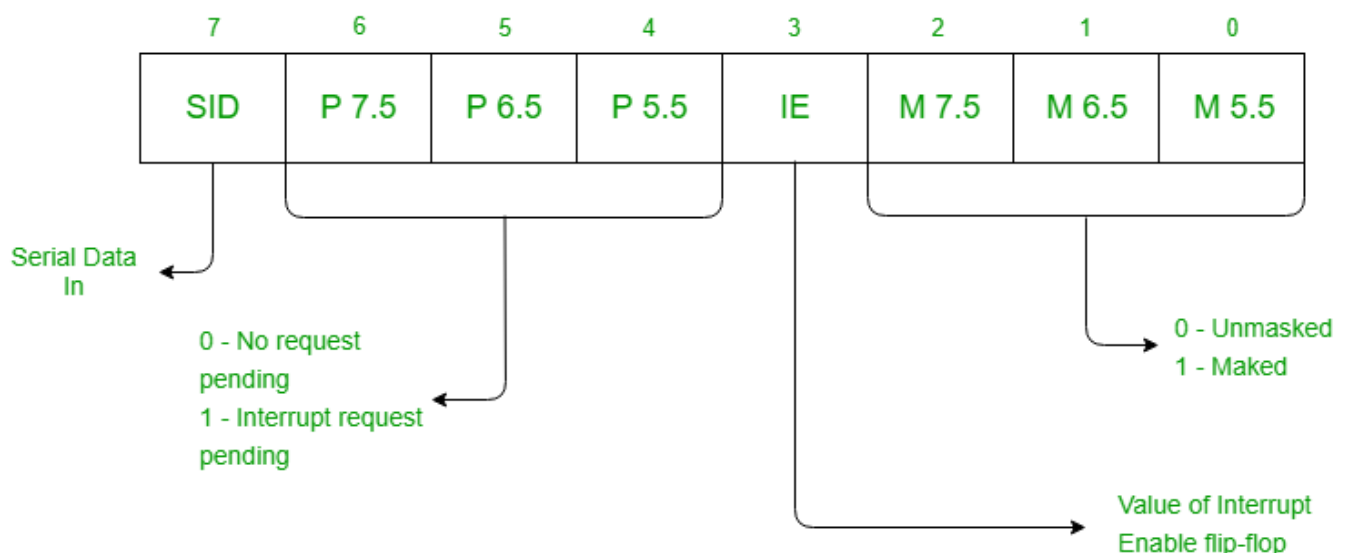 7 6 5 4 3 2 1 0
SID P 7.5 P 6.5 P 5.5 IE M 7.5 M 6.5 M 5.5
Serial Data
In
0 - No request
pending
1 - Interrupt request
pending
0 - Unmasked
1 - Maked
Value of Interrupt
Enable flip-flop